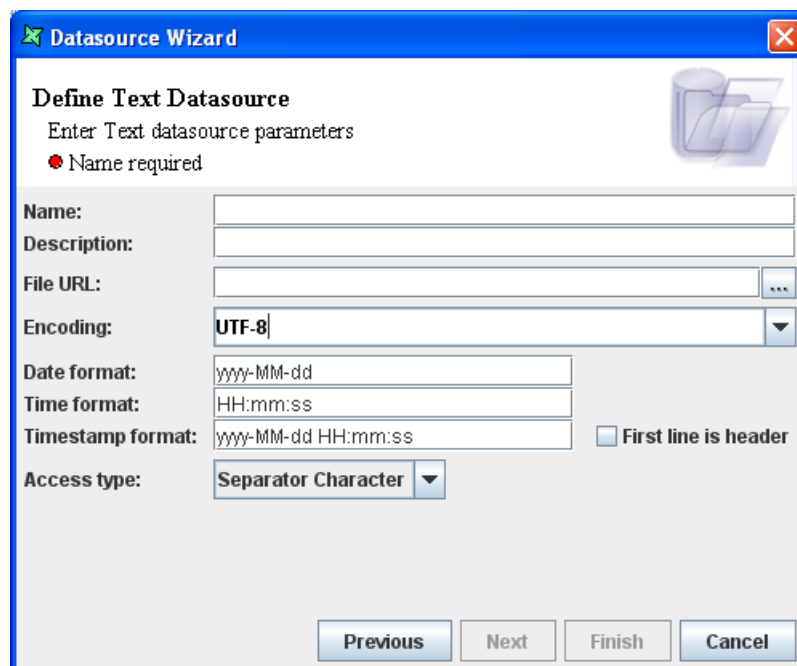 Datasource Wizard
Define Text Datasource
Enter Text datasource parameters
Name required
Name:
Description:
File URL: ...
Encoding: UTF-8
Date format: yyyy-MM-dd
Time format: HH:mm:ss
Timestamp format: yyyy-MM-dd HH:mm:ss First line is header
Access type: Separator Character
Previous Next Finish Cancel